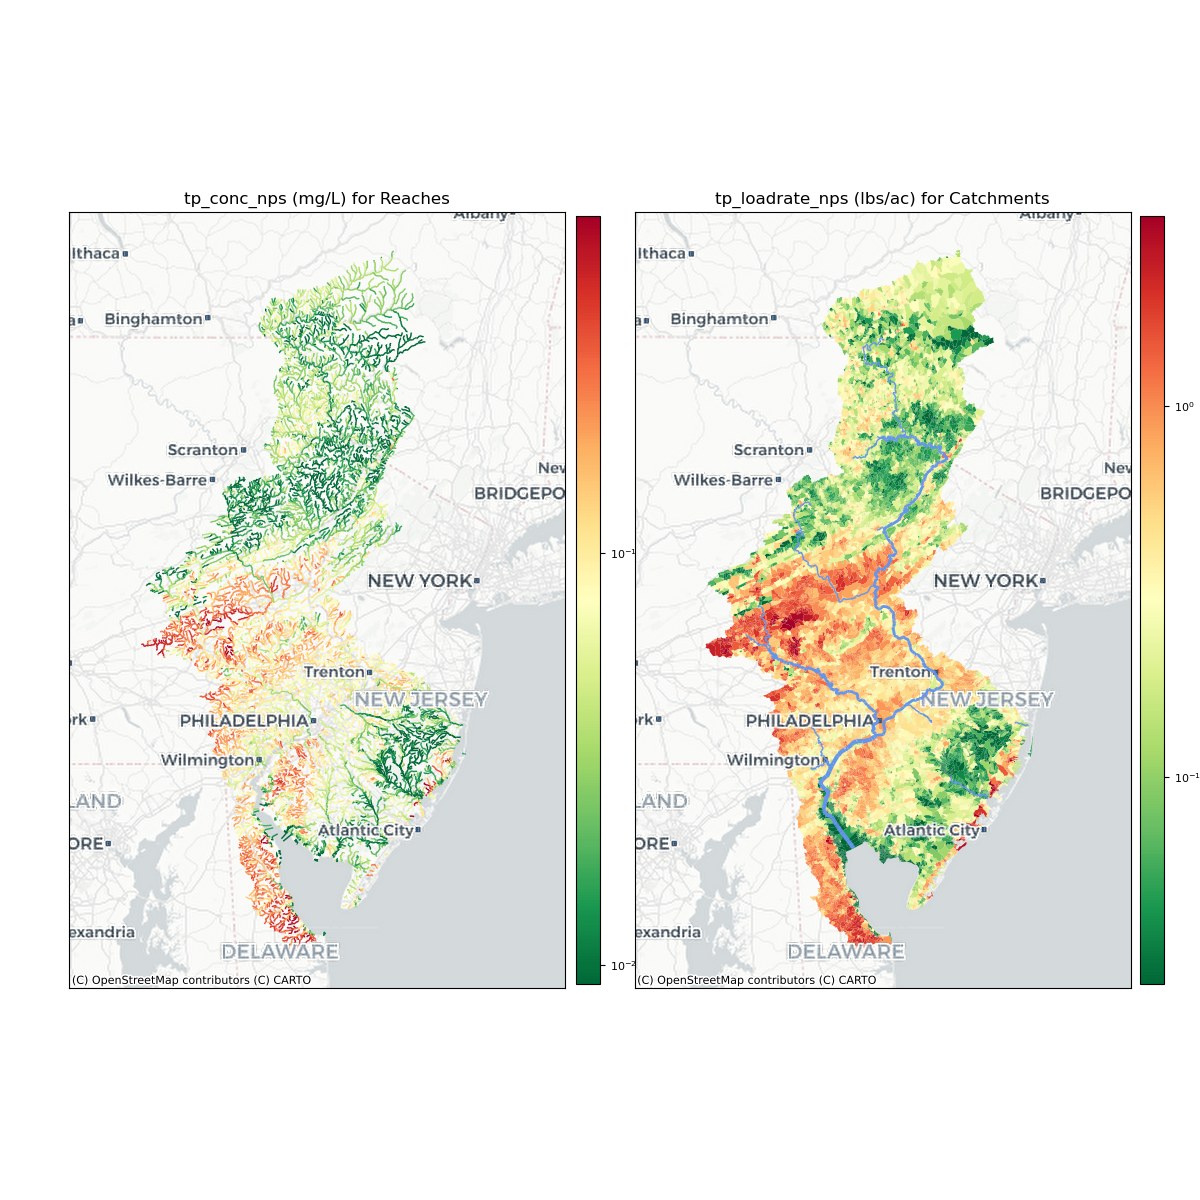 tp_conc_nps (mg/L) for Reaches
Albany
Ithaca
a
Binghamton
Scranton
Wilkes-Barre
New
BRIDGEPO
NEW YORK
Trenton
NEW JERSEY
rk
PHILADELPHIA
Wilmington
LAND
Atlantic City
ORE
exandria
DELAWARE
(C) OpenStreetMap contributors (C) CARTO
10⁻¹
10⁻²
tp_loadrate_nps (lbs/ac) for Catchments
Albany
Ithaca
a
Binghamton
Scranton
Wilkes-Barre
New
BRIDGEPO
NEW YORK
Trenton
NEW JERSEY
rk
PHILADELPHIA
Wilmington
LAND
Atlantic City
ORE
exandria
DELAWARE
(C) OpenStreetMap contributors (C) CARTO
10⁰
10⁻¹